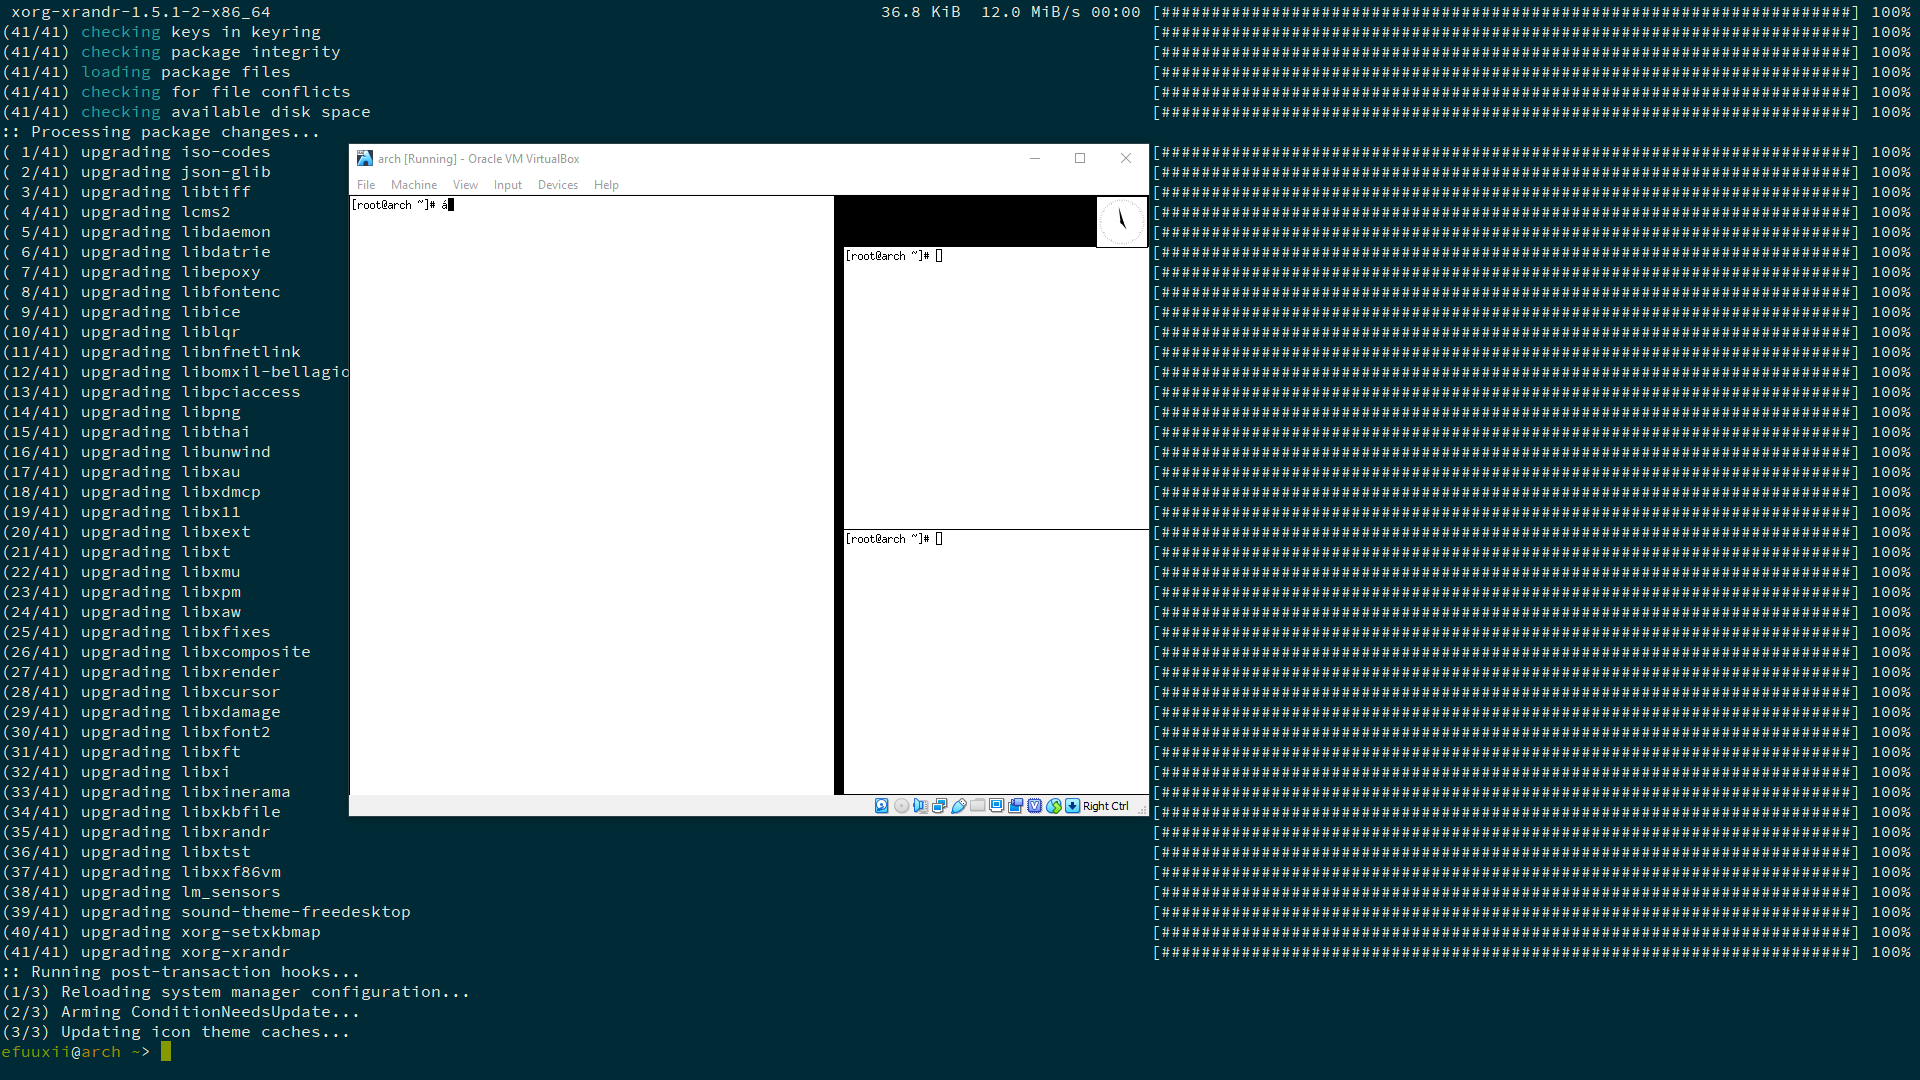 xorg-xrandr-1.5.1-2-x86_64 36.8 KiB 12.0 MiB/s 00:00 [#####################################################################] 100%
(41/41) checking keys in keyring [#####################################################################] 100%
(41/41) checking package integrity [#####################################################################] 100%
(41/41) loading package files [#####################################################################] 100%
(41/41) checking for file conflicts [#####################################################################] 100%
(41/41) checking available disk space [#####################################################################] 100%
:: Processing package changes...
( 1/41) upgrading iso-codes [#####################################################################] 100%
( 2/41) upgrading json-glib [#####################################################################] 100%
( 3/41) upgrading libtiff [#####################################################################] 100%
( 4/41) upgrading lcms2 [#####################################################################] 100%
( 5/41) upgrading libdaemon [#####################################################################] 100%
( 6/41) upgrading libdatrie [#####################################################################] 100%
( 7/41) upgrading libepoxy [#####################################################################] 100%
( 8/41) upgrading libfontenc [#####################################################################] 100%
( 9/41) upgrading libice [#####################################################################] 100%
(10/41) upgrading liblqr [#####################################################################] 100%
(11/41) upgrading libnfnetlink [#####################################################################] 100%
(12/41) upgrading libomxil-bellagio [#####################################################################] 100%
(13/41) upgrading libpciaccess [#####################################################################] 100%
(14/41) upgrading libpng [#####################################################################] 100%
(15/41) upgrading libthai [#####################################################################] 100%
(16/41) upgrading libunwind [#####################################################################] 100%
(17/41) upgrading libxau [#####################################################################] 100%
(18/41) upgrading libxdmcp [#####################################################################] 100%
(19/41) upgrading libx11 [#####################################################################] 100%
(20/41) upgrading libxext [#####################################################################] 100%
(21/41) upgrading libxt [#####################################################################] 100%
(22/41) upgrading libxmu [#####################################################################] 100%
(23/41) upgrading libxpm [#####################################################################] 100%
(24/41) upgrading libxaw [#####################################################################] 100%
(25/41) upgrading libxfixes [#####################################################################] 100%
(26/41) upgrading libxcomposite [#####################################################################] 100%
(27/41) upgrading libxrender [#####################################################################] 100%
(28/41) upgrading libxcursor [#####################################################################] 100%
(29/41) upgrading libxdamage [#####################################################################] 100%
(30/41) upgrading libxfont2 [#####################################################################] 100%
(31/41) upgrading libxft [#####################################################################] 100%
(32/41) upgrading libxi [#####################################################################] 100%
(33/41) upgrading libxinerama [#####################################################################] 100%
(34/41) upgrading libxkbfile [#####################################################################] 100%
(35/41) upgrading libxrandr [#####################################################################] 100%
(36/41) upgrading libxtst [#####################################################################] 100%
(37/41) upgrading libxxf86vm [#####################################################################] 100%
(38/41) upgrading lm_sensors [#####################################################################] 100%
(39/41) upgrading sound-theme-freedesktop [#####################################################################] 100%
(40/41) upgrading xorg-setxkbmap [#####################################################################] 100%
(41/41) upgrading xorg-xrandr [#####################################################################] 100%
:: Running post-transaction hooks...
(1/3) Reloading system manager configuration...
(2/3) Arming ConditionNeedsUpdate...
(3/3) Updating icon theme caches...
efuuxii@arch ~>
arch [Running] - Oracle VM VirtualBox
File Machine View Input Devices Help
[root@arch ~]# á
[root@arch ~]#
[root@arch ~]#
Right Ctrl